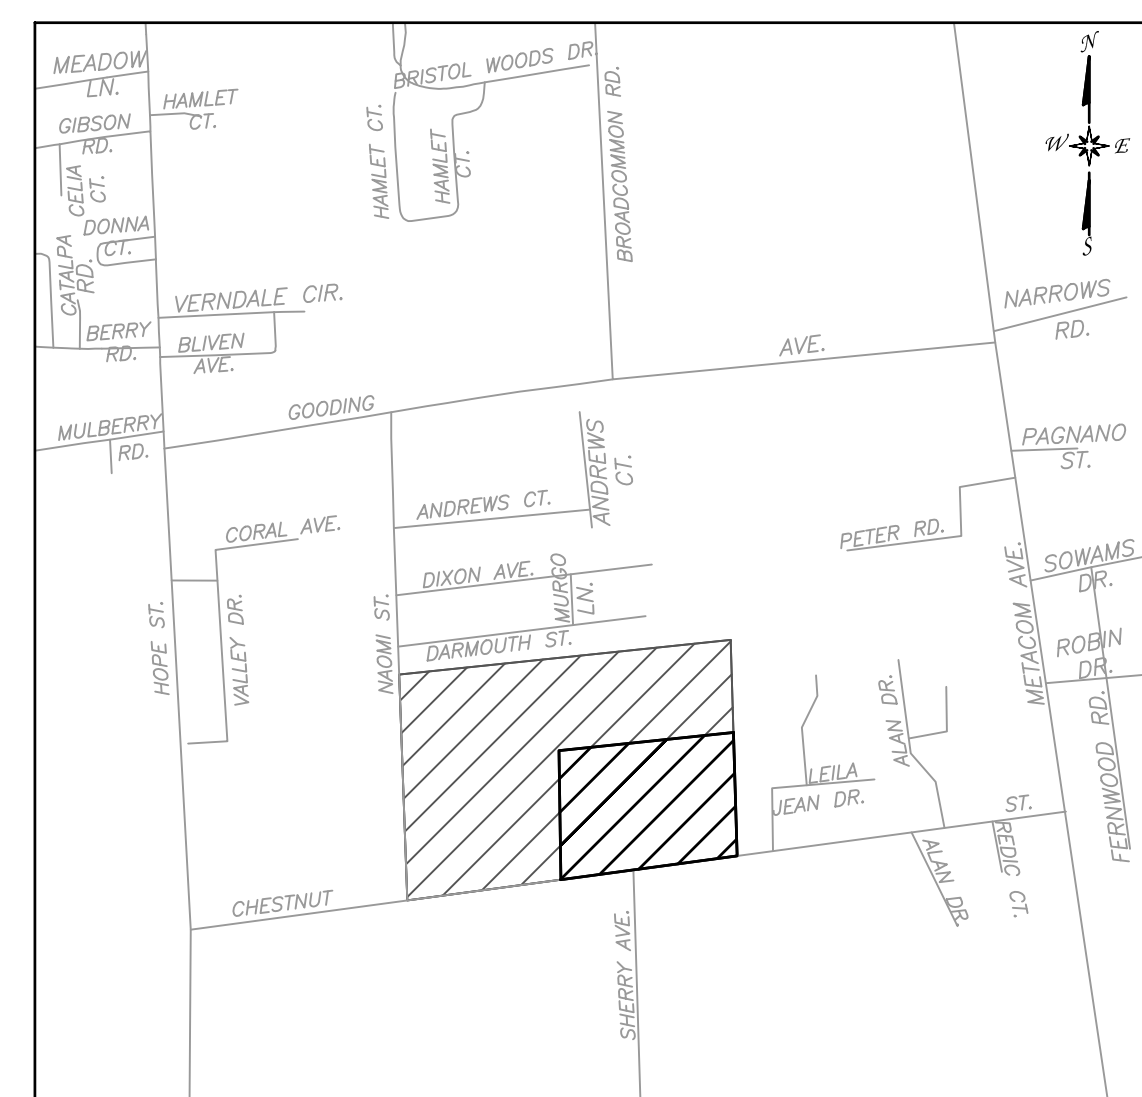 MEADOW
LN.
HAMLET
CT.
GIBSON
RD.
CELIA
CT.
DONNA
CT.
CATALPA
RD.
BERRY
RD.
VERNDALE CIR.
BLIVEN
AVE.
MULBERRY
RD.
HAMLET CT.
HAMLET
CT.
BRISTOL WOODS DR.
BROADCOMMON RD.
N
W E
S
NARROWS
RD.
GOODING
AVE.
PAGNANO
ST.
ANDREWS CT.
ANDREWS
CT.
CORAL AVE.
DIXON AVE.
MURGO
LN.
DARMOUTH ST.
PETER RD.
SOWAMS
DR.
ROBIN
DR.
HOPE ST.
VALLEY DR.
NAOMI ST.
METACOM AVE.
FERNWOOD RD.
ALAN DR.
LEILA
JEAN DR.
CHESTNUT
ST.
REDIC CT.
ALAN DR.
SHERRY AVE.